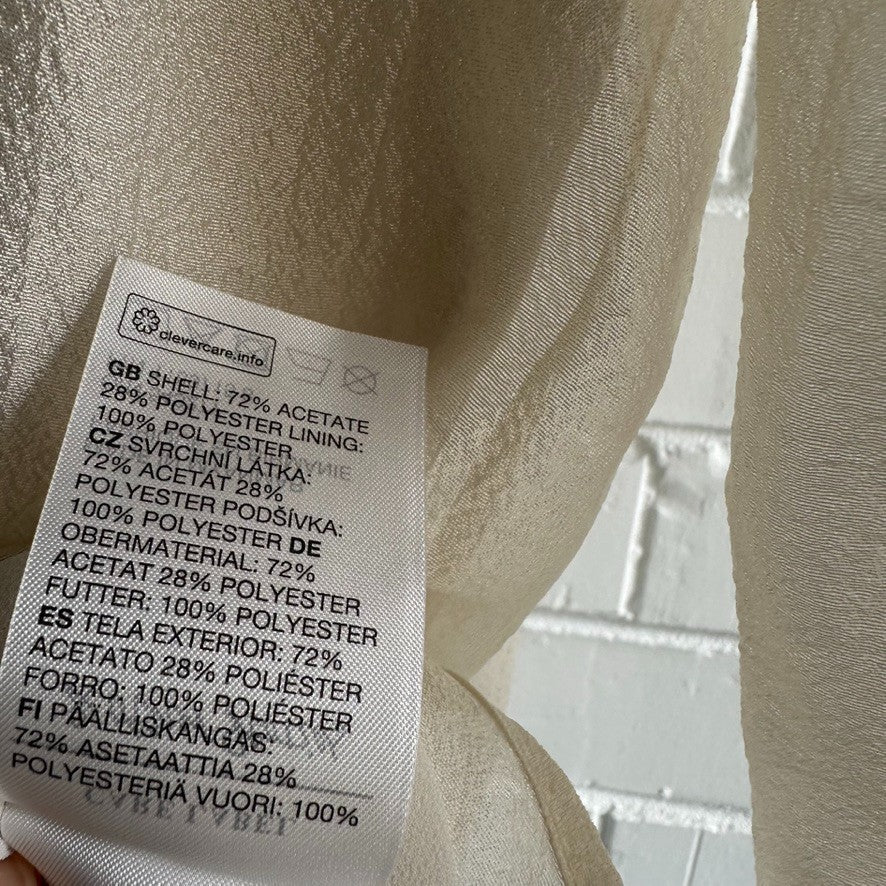 clevercare.info
GB SHELL: 72% ACETATE
28% POLYESTER LINING:
100% POLYESTER
CZ SVRCHNÍ LÁTKA:
72% ACETÁT 28%
POLYESTER PODŠÍVKA:
100% POLYESTER DE
OBERMATERIAL: 72%
ACETAT 28% POLYESTER
FUTTER: 100% POLYESTER
ES TELA EXTERIOR: 72%
ACETATO 28% POLIÉSTER
FORRO: 100% POLIÉSTER
FI PÄÄLLISKANGAS:
72% ASETAATTIA 28%
POLYESTERIÄ VUORI: 100%